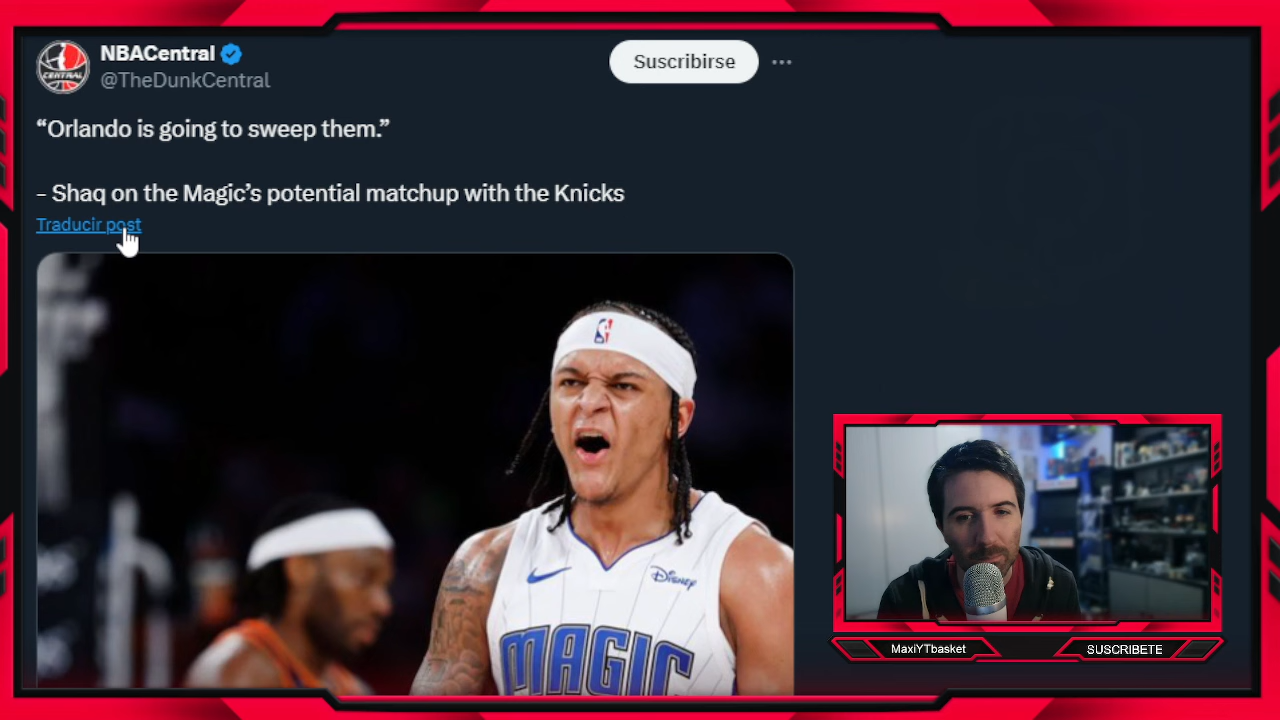 NBACentral
Suscribirse
@TheDunkCentral
“Orlando is going to sweep them.”
– Shaq on the Magic’s potential matchup with the Knicks
Traducir post
CENTRAL
Disney
MAGIC
MaxiYTbasket
SUSCRIBETE